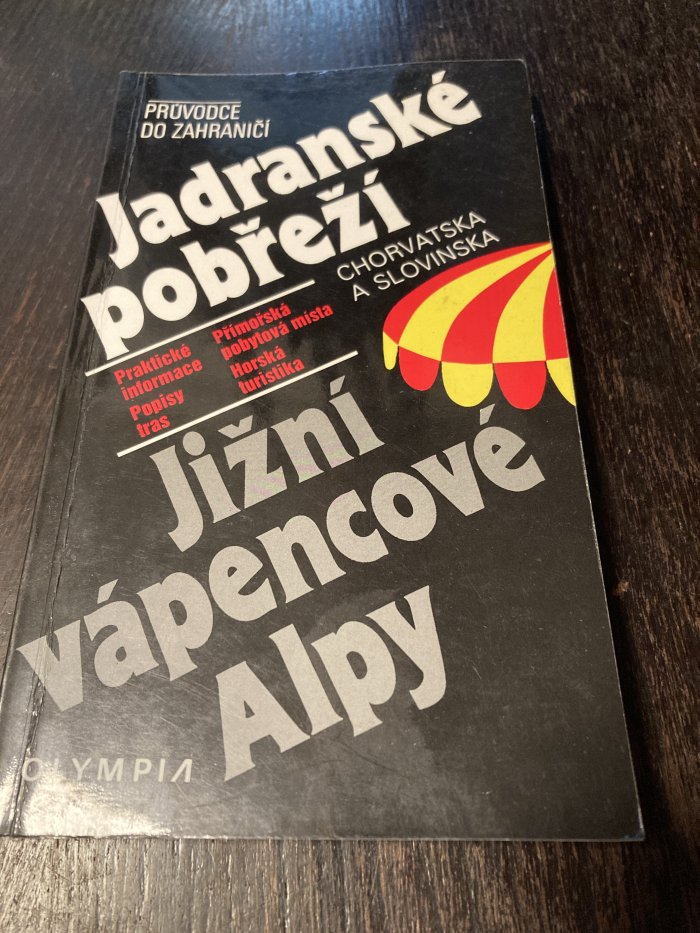 PRŮVODCE
DO ZAHRANIČÍ
Jadranské
pobřeží
CHORVATSKA
A SLOVINSKA
Praktické
informace
Popisy
tras
Přímořská
pobytová místa
Horská
turistika
Jižní
vápencové
Alpy
OLYMPIA